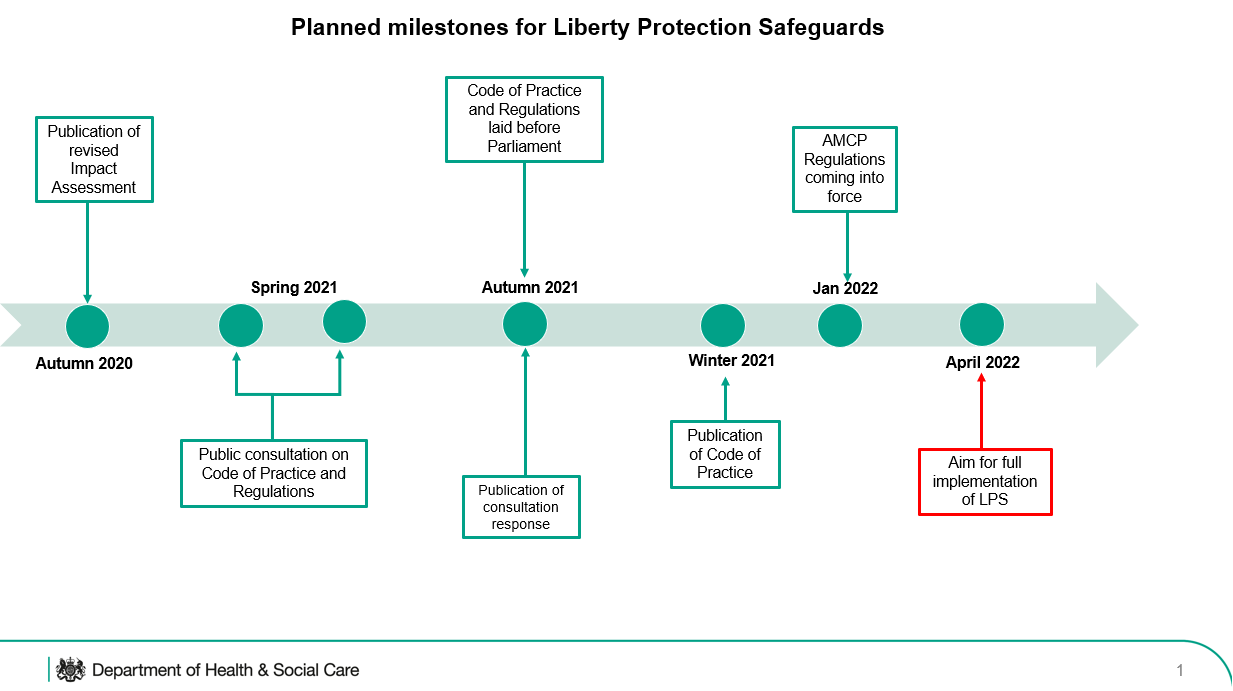 Planned milestones for Liberty Protection Safeguards
Publication of
revised
Impact
Assessment
Code of Practice
and Regulations
laid before
Parliament
AMCP
Regulations
coming into
force
Spring 2021
Autumn 2021
Jan 2022
Autumn 2020
Winter 2021
April 2022
Public consultation on
Code of Practice and
Regulations
Publication of
consultation
response
Publication
of Code of
Practice
Aim for full
implementation
of LPS
Department of Health & Social Care
1